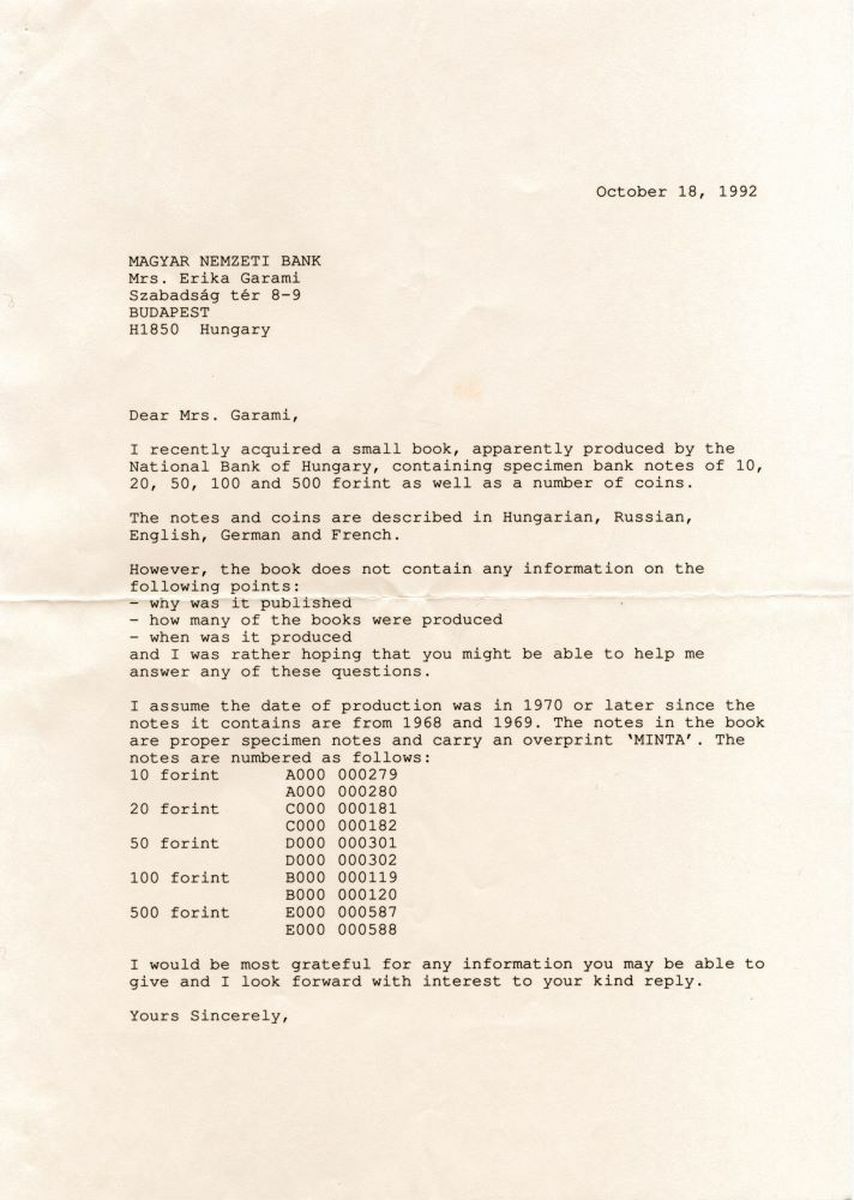 October 18, 1992
MAGYAR NEMZETI BANK
Mrs. Erika Garami
Szabadság tér 8-9
BUDAPEST
H1850  Hungary
Dear Mrs. Garami,
I recently acquired a small book, apparently produced by the
National Bank of Hungary, containing specimen bank notes of 10,
20, 50, 100 and 500 forint as well as a number of coins.
The notes and coins are described in Hungarian, Russian,
English, German and French.
However, the book does not contain any information on the
following points:
- why was it published
- how many of the books were produced
- when was it produced
and I was rather hoping that you might be able to help me
answer any of these questions.
I assume the date of production was in 1970 or later since the
notes it contains are from 1968 and 1969. The notes in the book
are proper specimen notes and carry an overprint 'MINTA'. The
notes are numbered as follows:
10 forint A000 000279
A000 000280
20 forint C000 000181
C000 000182
50 forint D000 000301
D000 000302
100 forint B000 000119
B000 000120
500 forint E000 000587
E000 000588
I would be most grateful for any information you may be able to
give and I look forward with interest to your kind reply.
Yours Sincerely,